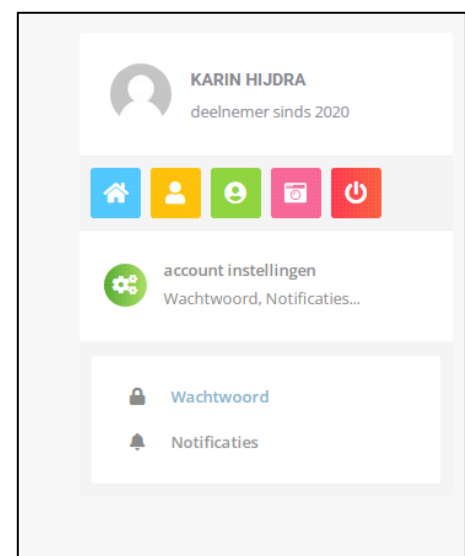 KARIN HIJDRA
deelnemer sinds 2020
account instellingen
Wachtwoord, Notificaties...
Wachtwoord
Notificaties